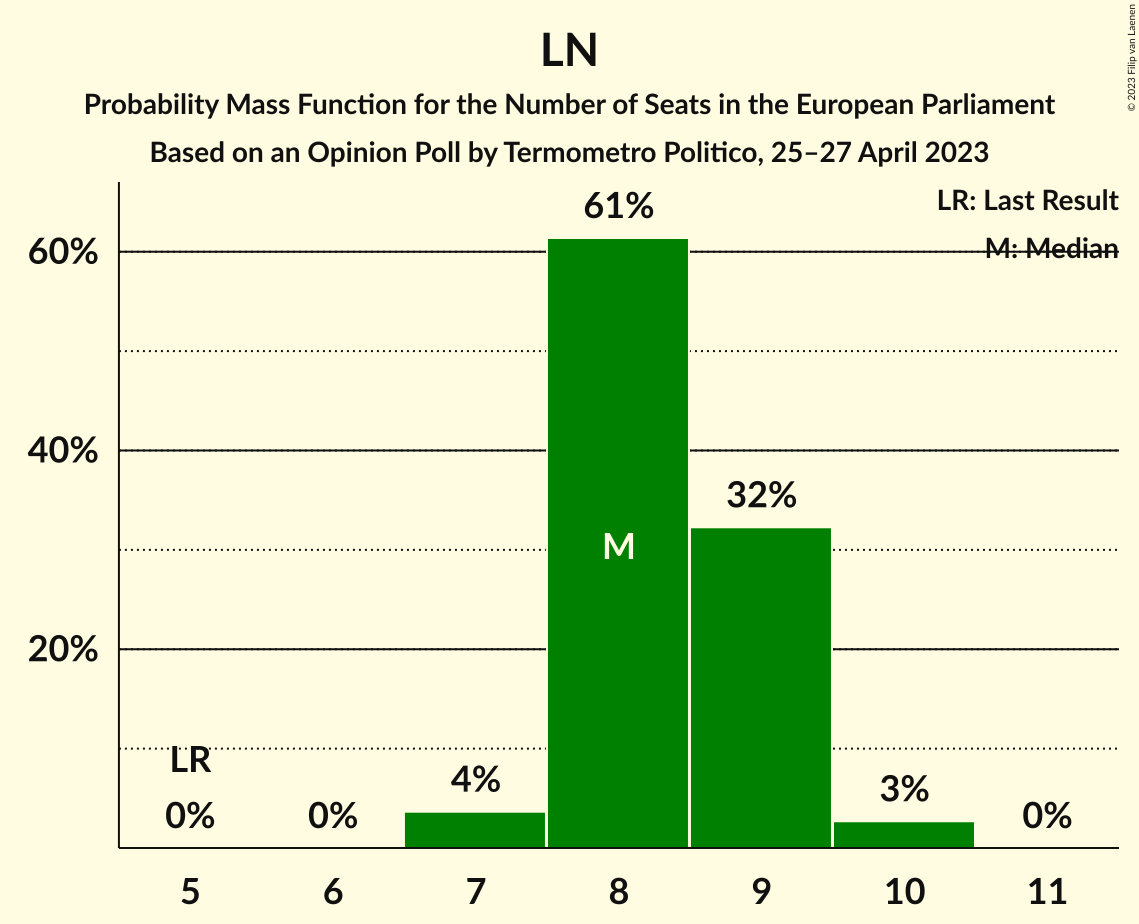 LN
Probability Mass Function for the Number of Seats in the European Parliament
Based on an Opinion Poll by Termometro Politico, 25–27 April 2023
© 2023 Filip van Laenen
LR: Last Result
M: Median
60%
40%
20%
61%
32%
M
LR
0%
0%
4%
3%
0%
5
6
7
8
9
10
11